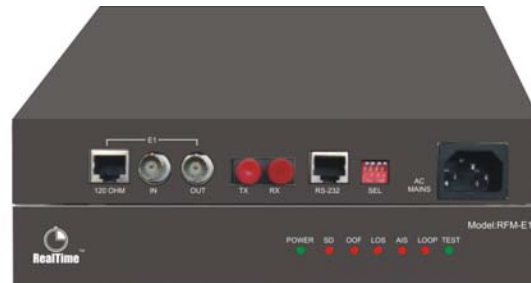 E1
120 OHM IN OUT TX RX RS-232 SEL AC MAINS
Model:RFM-E1
POWER SD OOF LOS AIS LOOP TEST
RealTime™